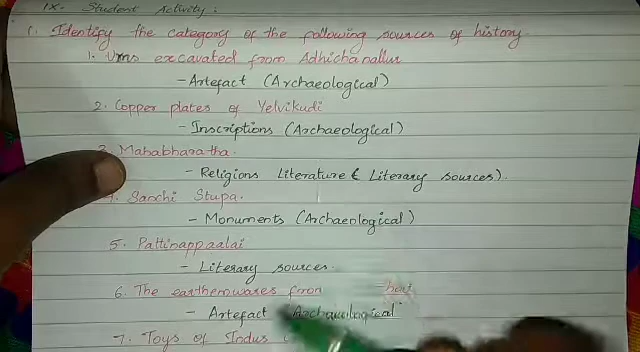 IX. Student Activity:
1. Identify the category of the following sources of history.
1. Urns excavated from Adhichanallur
- Artefact (Archaeological)
2. Copper plates of Velvikudi
- Inscriptions (Archaeological)
3. Mahabharatha.
- Religions Literature ( Literary sources).
4. Sanchi Stupa.
- Monuments (Archaeological)
5. Pattinappaalai
- Literary sources.
6. The earthenwares from
- Artefact Archaeological
7. Toys of Indus